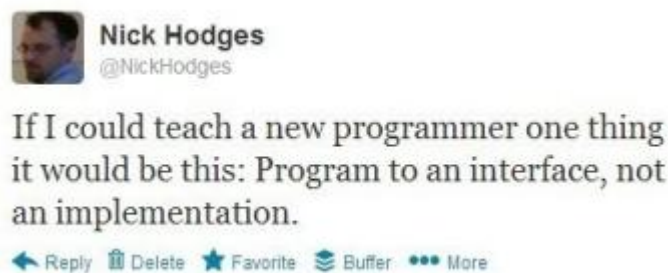 Nick Hodges
@NickHodges
If I could teach a new programmer one thing
it would be this: Program to an interface, not
an implementation.
Reply Delete Favorite Buffer More